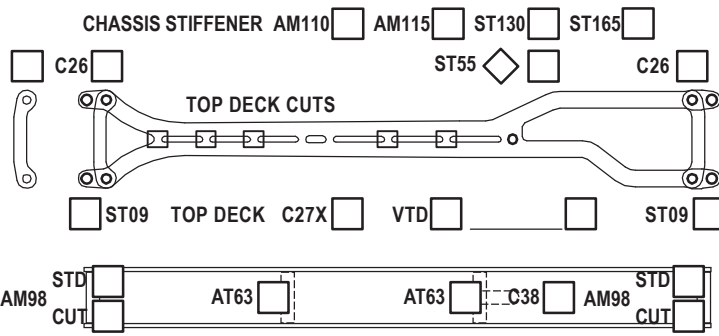 CHASSIS STIFFENER AM110 AM115 ST130 ST165
C26 ST55 C26
TOP DECK CUTS
ST09 TOP DECK C27X VTD ST09
STD STD
AM98 AT63 AT63 C38 AM98
CUT CUT